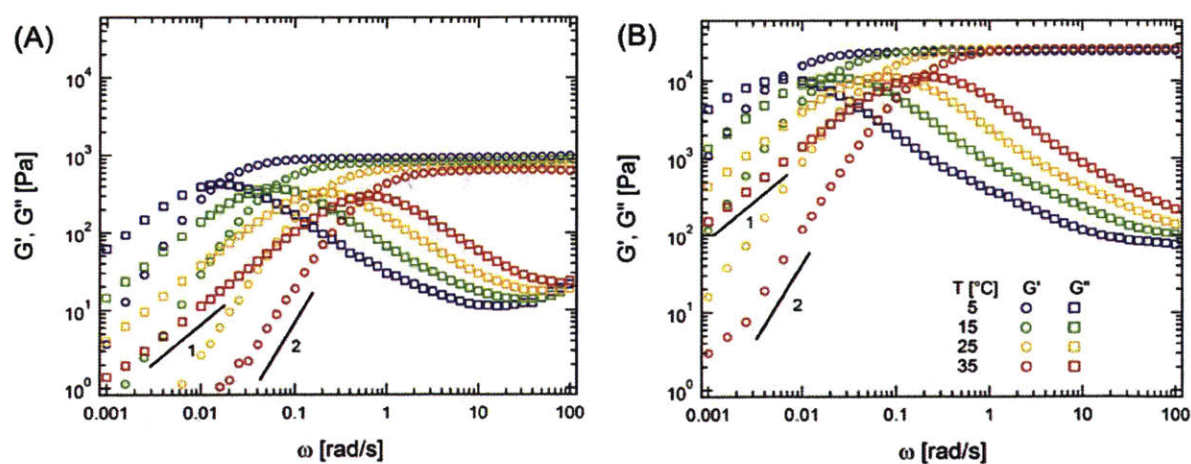 (A)
G', G" [Pa]
10⁴
10³
10²
10¹
10⁰
0.001 0.01 0.1 1 10 100
ω [rad/s]
1
2
(B)
G', G" [Pa]
10⁴
10³
10²
10¹
10⁰
0.001 0.01 0.1 1 10 100
ω [rad/s]
1
2
T [°C] G' G"
5
15
25
35